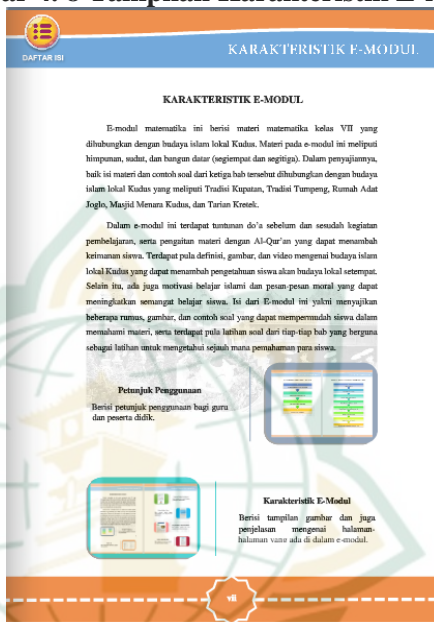 Tampilan Karakteristik E-
DAFTAR ISI
KARAKTERISTIK E-MODUL
KARAKTERISTIK E-MODUL
E-modul matematika ini berisi materi matematika kelas VII yang
dihubungkan dengan budaya islam lokal Kudus. Materi pada e-modul ini meliputi
himpunan, sudut, dan bangun datar (segiempat dan segitiga). Dalam penyajiannya,
baik isi materi dan contoh soal dari ketiga bab tersebut dihubungkan dengan budaya
islam lokal Kudus yang meliputi Tradisi Kupatan, Tradisi Tumpeng, Rumah Adat
Joglo, Masjid Menara Kudus, dan Tarian Kretek.
Dalam e-modul ini terdapat tuntunan do'a sebelum dan sesudah kegiatan
pembelajaran, serta pengaitan materi dengan Al-Qur'an yang dapat menambah
keimanan siswa. Terdapat pula definisi, gambar, dan video mengenai budaya islam
lokal Kudus yang dapat menambah pengetahuan siswa akan budaya lokal setempat.
Selain itu, ada juga motivasi belajar islami dan pesan-pesan moral yang dapat
meningkatkan semangat belajar siswa. Isi dari E-modul ini yakni menyajikan
beberapa rumus, gambar, dan contoh soal yang dapat mempermudah siswa dalam
memahami materi, serta terdapat pula latihan soal dari tiap-tiap bab yang berguna
sebagai latihan untuk mengetahui sejauh mana pemahaman para siswa.
Petunjuk Penggunaan
Berisi petunjuk penggunaan bagi guru
dan peserta didik.
Karakteristik E-Modul
Berisi tampilan gambar dan juga
penjelasan mengenai halaman-
halaman yang ada di dalam e-modul.
vii